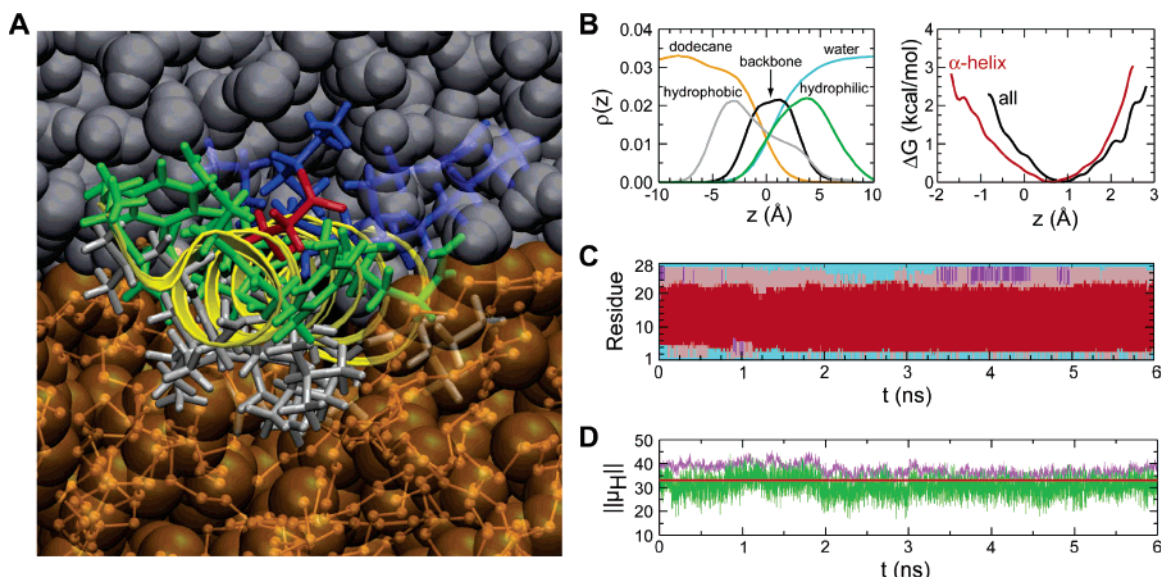 A
B
dodecane
water
backbone
hydrophobic
hydrophilic
0.04
0.03
0.02
0.01
0.00
ρ(z)
-10 -5 0 5 10
z (Å)
α-helix
all
4
3
2
1
0
ΔG (kcal/mol)
-2 -1 0 1 2 3
z (Å)
C
28
20
10
1
Residue
0 1 2 3 4 5 6
t (ns)
D
50
40
30
20
10
||μH||
0 1 2 3 4 5 6
t (ns)